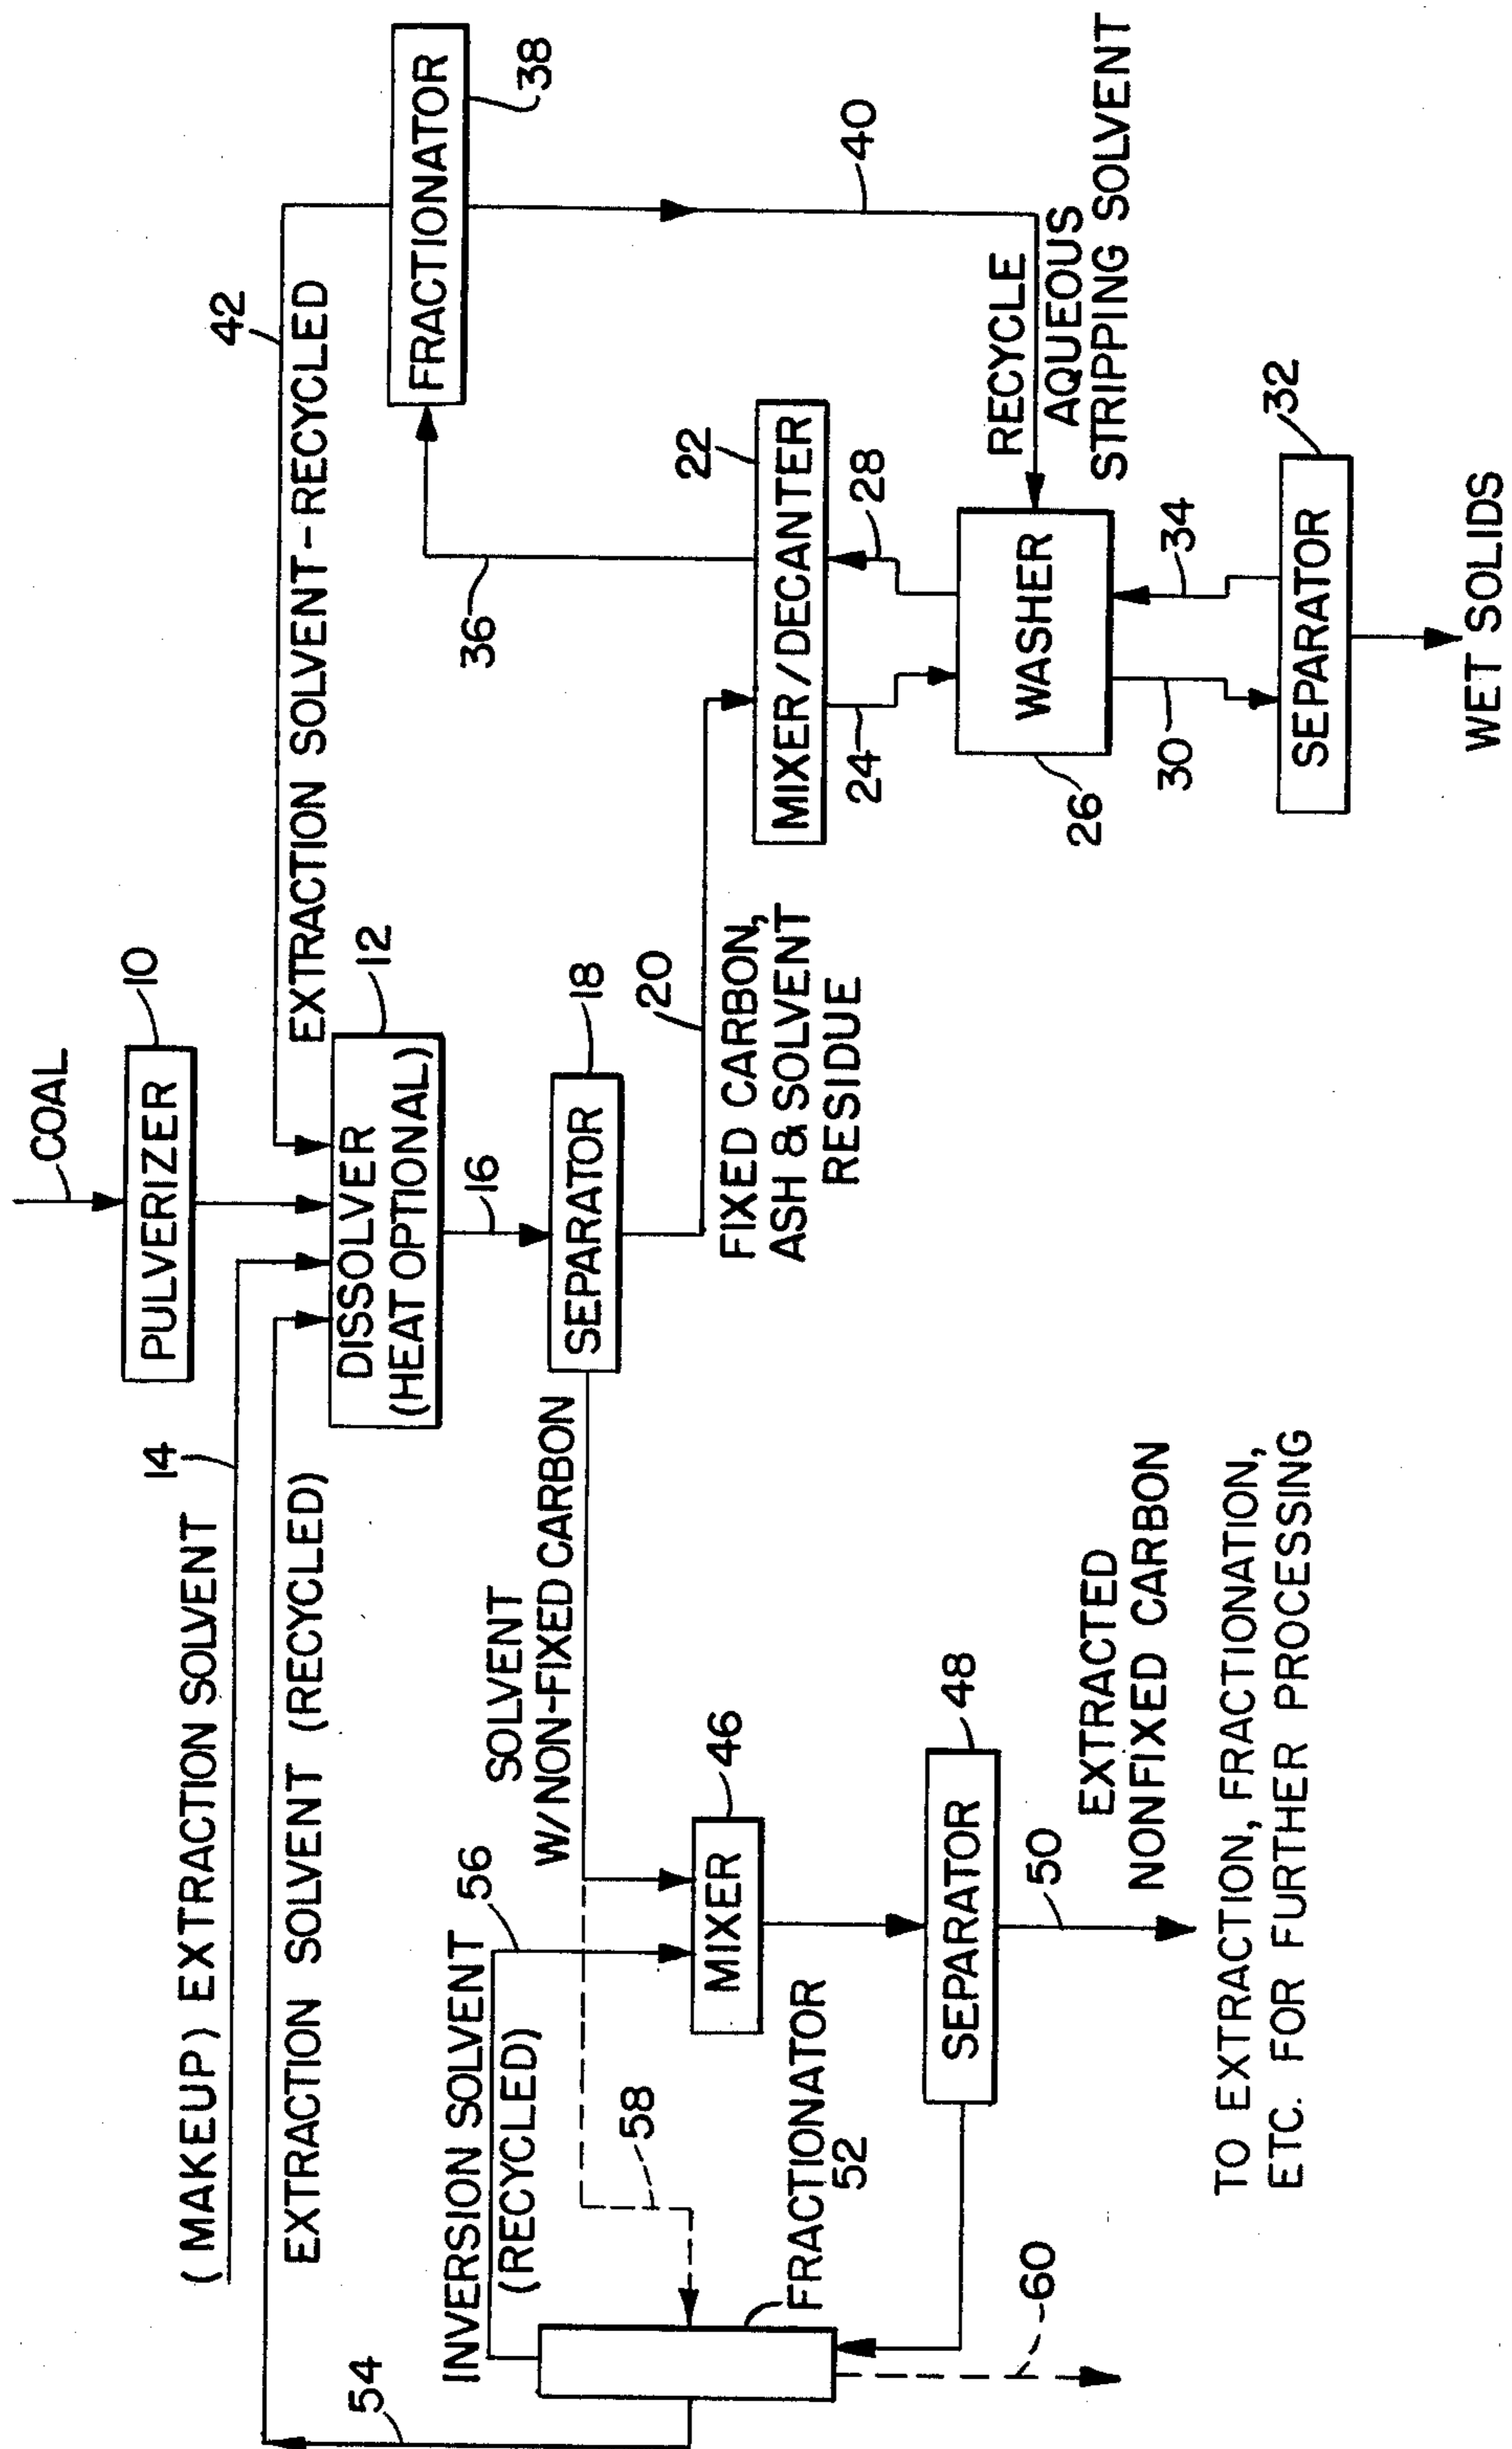 COAL
10
PULVERIZER
42
EXTRACTION SOLVENT-RECYCLED
FRACTIONATOR
38
(MAKEUP) EXTRACTION SOLVENT
14
EXTRACTION SOLVENT (RECYCLED)
54
DISSOLVER
(HEAT OPTIONAL)
12
16
SEPARATOR
18
20
FIXED CARBON,
ASH & SOLVENT
RESIDUE
36
22
MIXER/DECANTER
40
24
28
RECYCLE
AQUEOUS
STRIPPING SOLVENT
WASHER
26
30
34
32
SEPARATOR
WET SOLIDS
SOLVENT
W/NON-FIXED CARBON
INVERSION SOLVENT
(RECYCLED)
56
46
MIXER
58
FRACTIONATOR
52
48
SEPARATOR
50
EXTRACTED
NONFIXED CARBON
60
TO EXTRACTION, FRACTIONATION,
ETC. FOR FURTHER PROCESSING